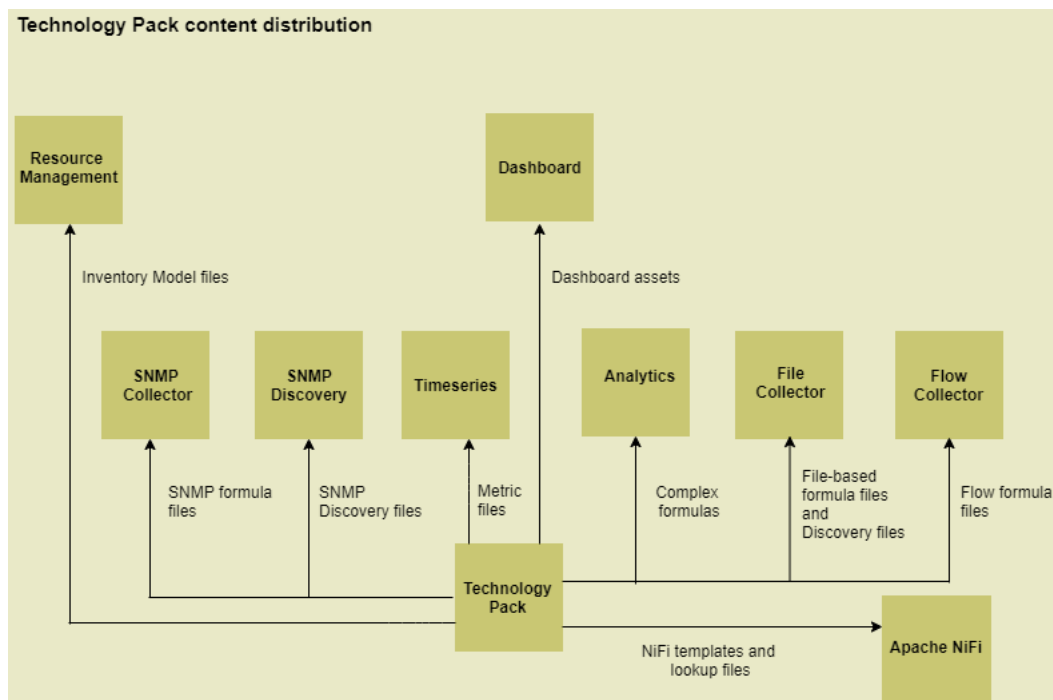 Technology Pack content distribution
Resource
Management
Dashboard
Inventory Model files
Dashboard assets
SNMP
Collector
SNMP
Discovery
Timeseries
Analytics
File
Collector
Flow
Collector
SNMP formula
files
SNMP
Discovery files
Metric
files
Complex
formulas
File-based
formula files
and
Discovery files
Flow formula
files
Technology
Pack
NiFi templates and
lookup files
Apache NiFi